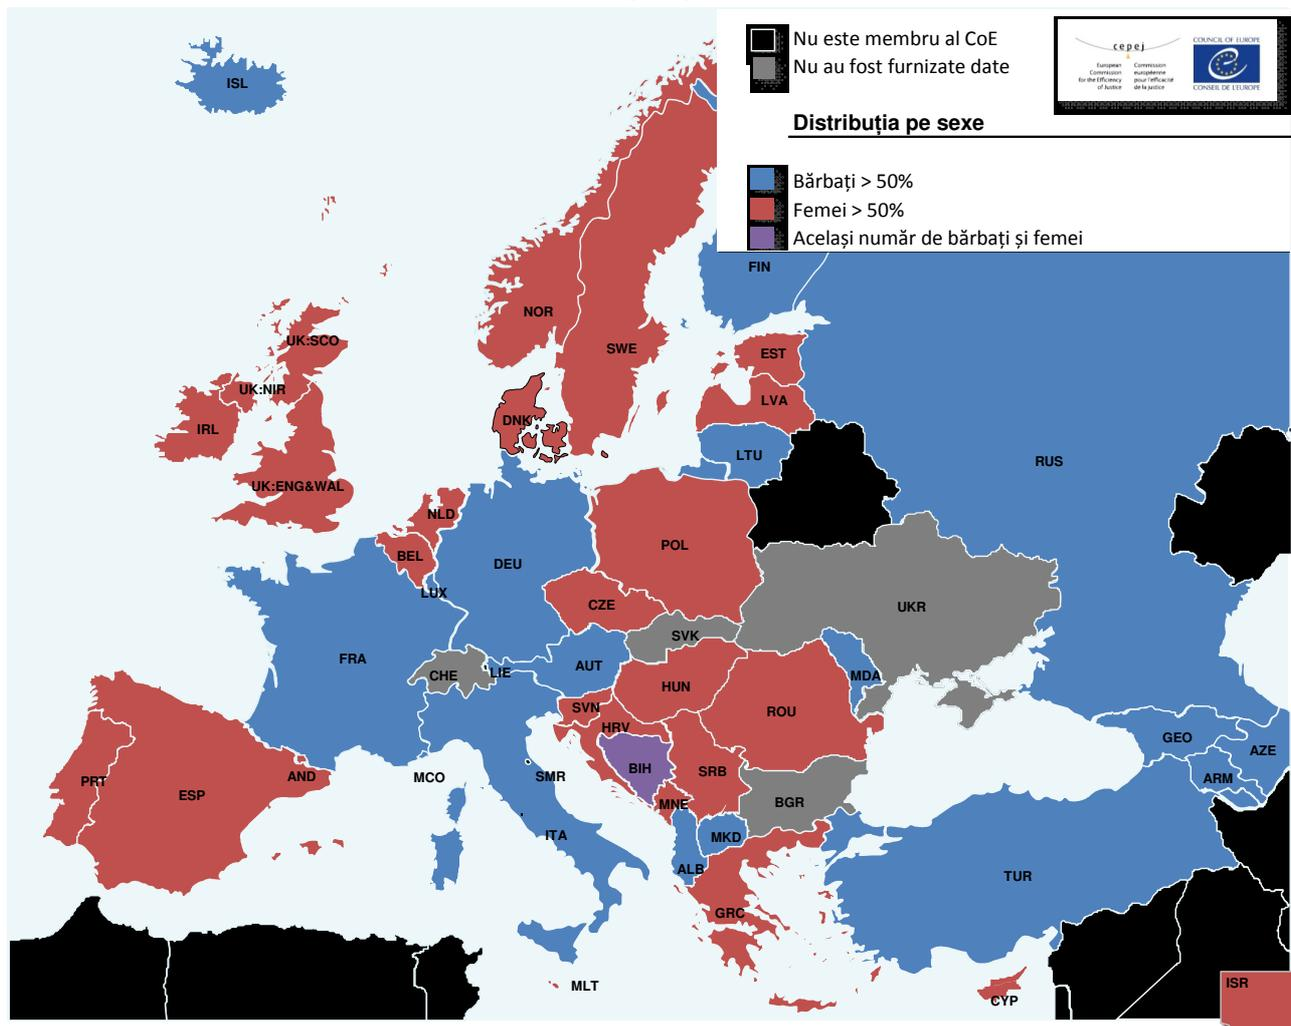 Nu este membru al CoE
Nu au fost furnizate date
cepej
European Commission
Commission européenne
for the Efficiency pour l'efficacité
of Justice de la justice
COUNCIL OF EUROPE
CONSEIL DE L'EUROPE
Distribuția pe sexe
Bărbați > 50%
Femei > 50%
Același număr de bărbați și femei
ISL
FIN
NOR
UK:SCO
SWE
EST
UK:NIR
LVA
IRL
DNK
LTU
RUS
UK:ENG&WAL
NLD
POL
BEL
DEU
LUX
CZE
UKR
SVK
FRA
CHE
LIE
AUT
MDA
HUN
SVN
ROU
HRV
GEO
AZE
PRT
AND
MCO
SMR
BIH
SRB
ARM
ESP
MNE
BGR
ITA
MKD
ALB
TUR
GRC
MLT
CYP
ISR